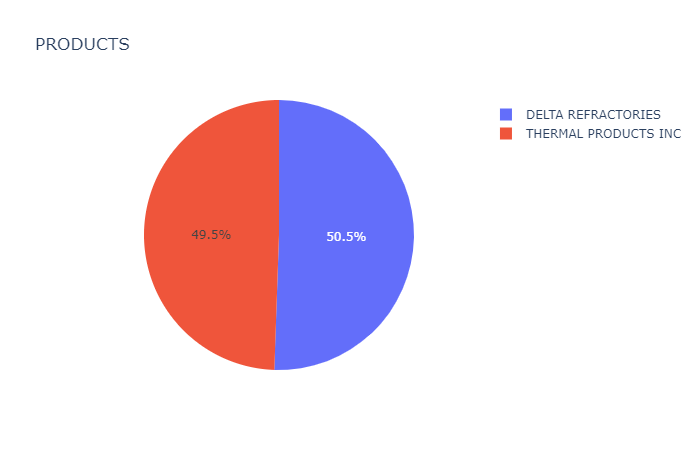 PRODUCTS
DELTA REFRACTORIES
THERMAL PRODUCTS INC
49.5%
50.5%